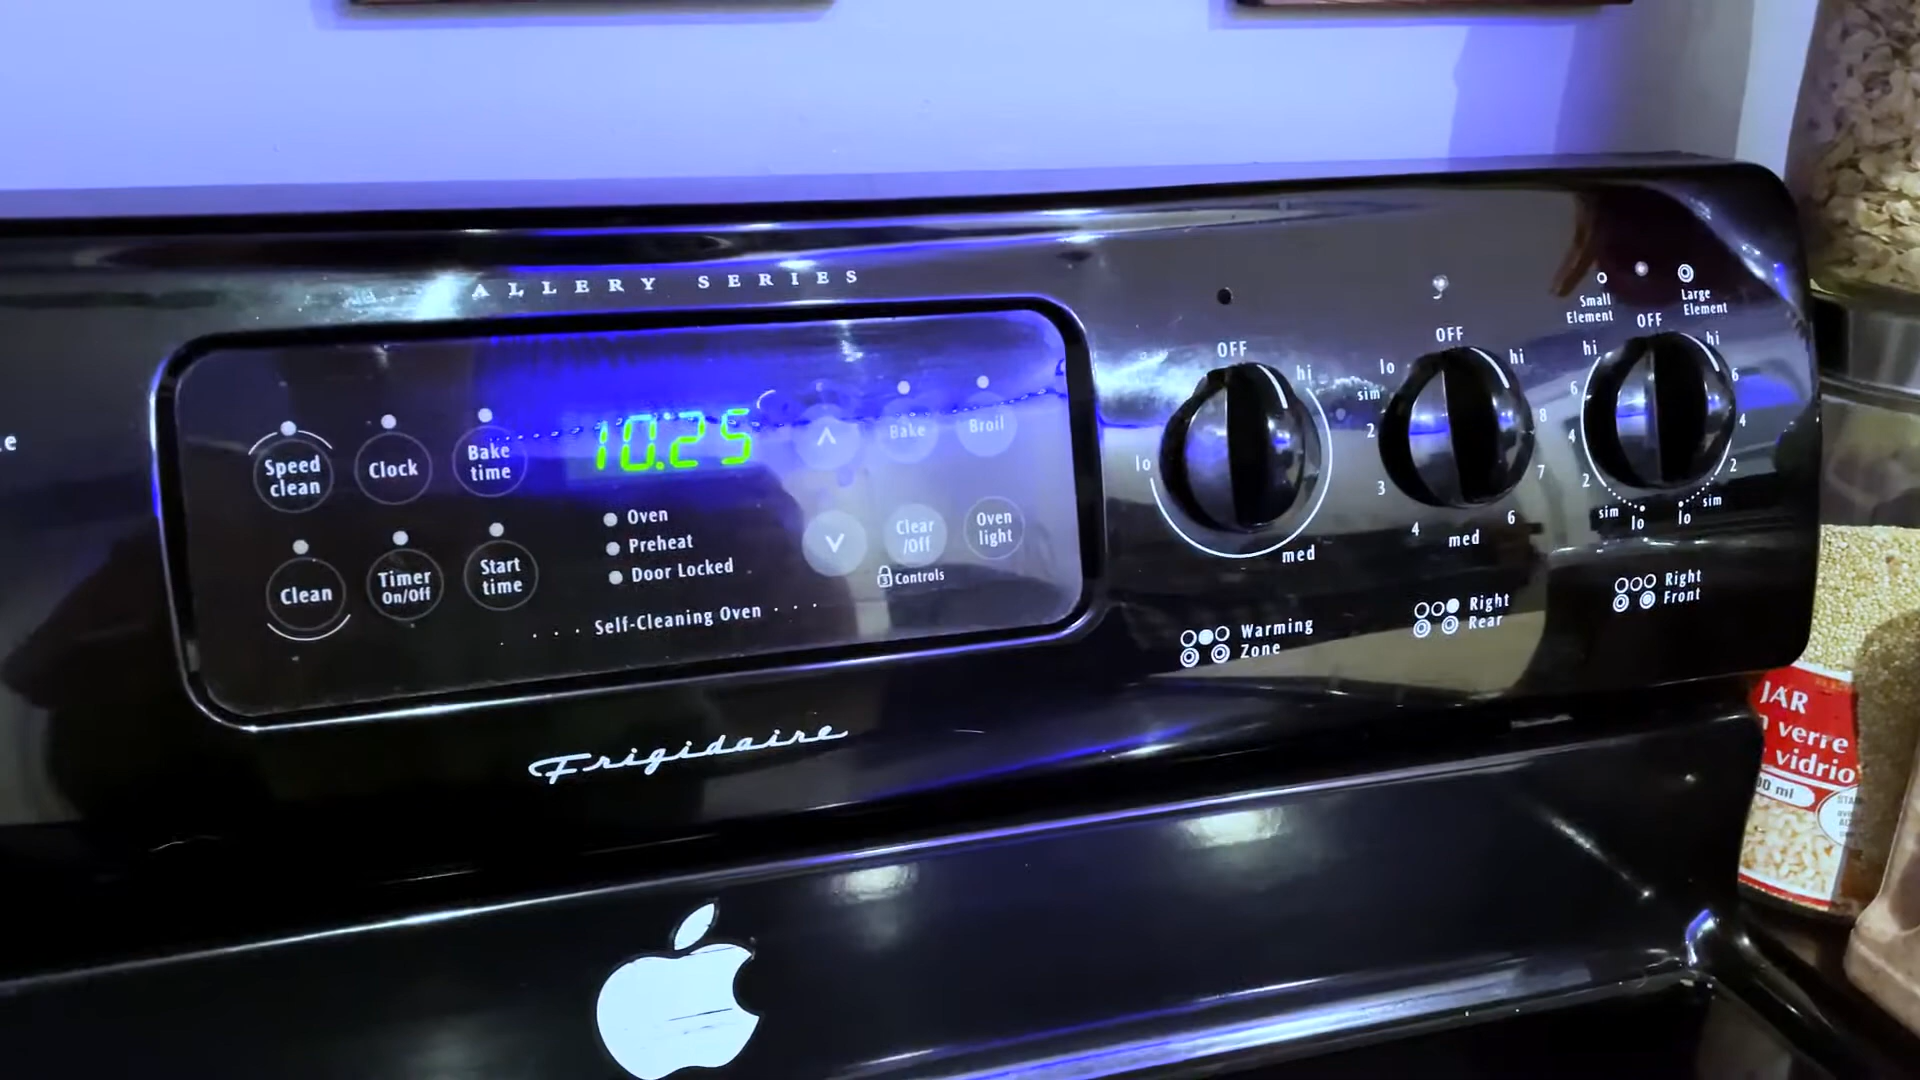 ALLERY SERIES
Speed
clean
Clock
Bake
time
10:25
Bake
Broil
Clean
Timer
On/Off
Start
time
Oven
Preheat
Door Locked
Clear
/Off
Oven
light
Controls
Self-Cleaning Oven
Frigidaire
OFF
hi
lo
med
Warming
Zone
OFF
lo
hi
sim
2
8
3
7
4
6
med
Right
Rear
Small
Element
Large
Element
OFF
hi
hi
6
6
4
4
2
2
sim
sim
lo
lo
Right
Front
JAR
verre
vidrio
ml
e